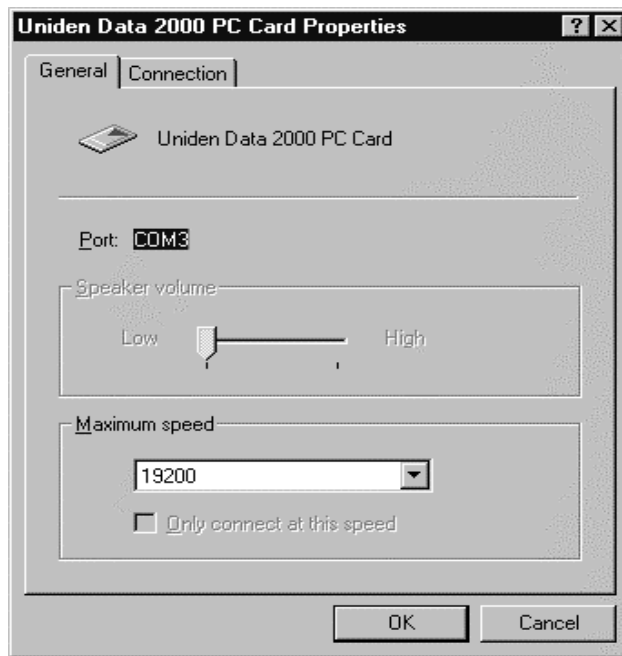 Uniden Data 2000 PC Card Properties
General Connection
Uniden Data 2000 PC Card
Port: COM3
Speaker volume
Low High
Maximum speed
19200
Only connect at this speed
OK Cancel